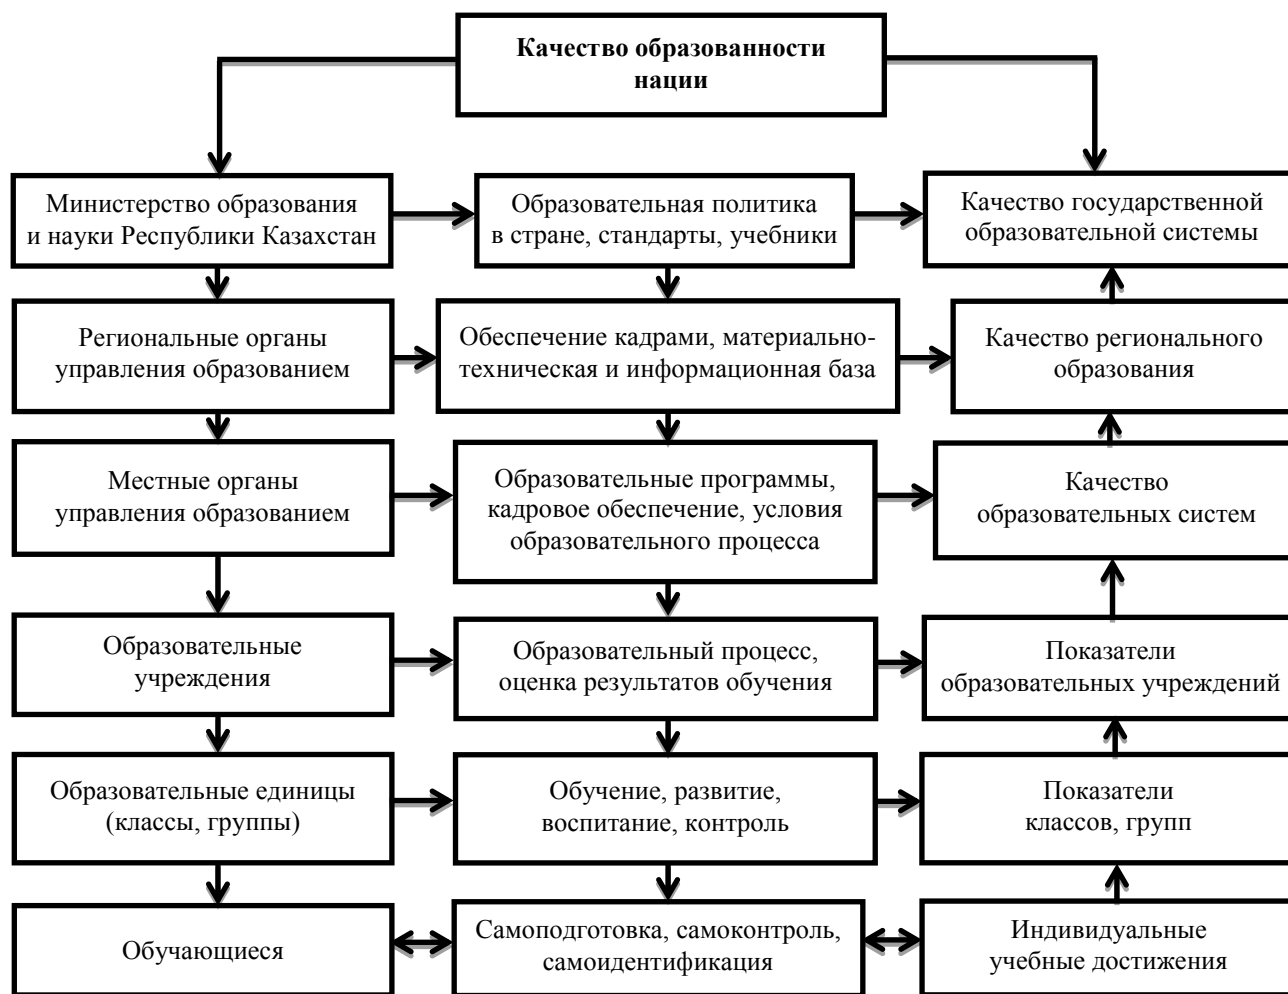 Качество образованности
нации
Министерство образования
и науки Республики Казахстан
Образовательная политика
в стране, стандарты, учебники
Качество государственной
образовательной системы
Региональные органы
управления образованием
Обеспечение кадрами, материально-
техническая и информационная база
Качество регионального
образования
Местные органы
управления образованием
Образовательные программы,
кадровое обеспечение, условия
образовательного процесса
Качество
образовательных систем
Образовательные
учреждения
Образовательный процесс,
оценка результатов обучения
Показатели
образовательных учреждений
Образовательные единицы
(классы, группы)
Обучение, развитие,
воспитание, контроль
Показатели
классов, групп
Обучающиеся
Самоподготовка, самоконтроль,
самоидентификация
Индивидуальные
учебные достижения